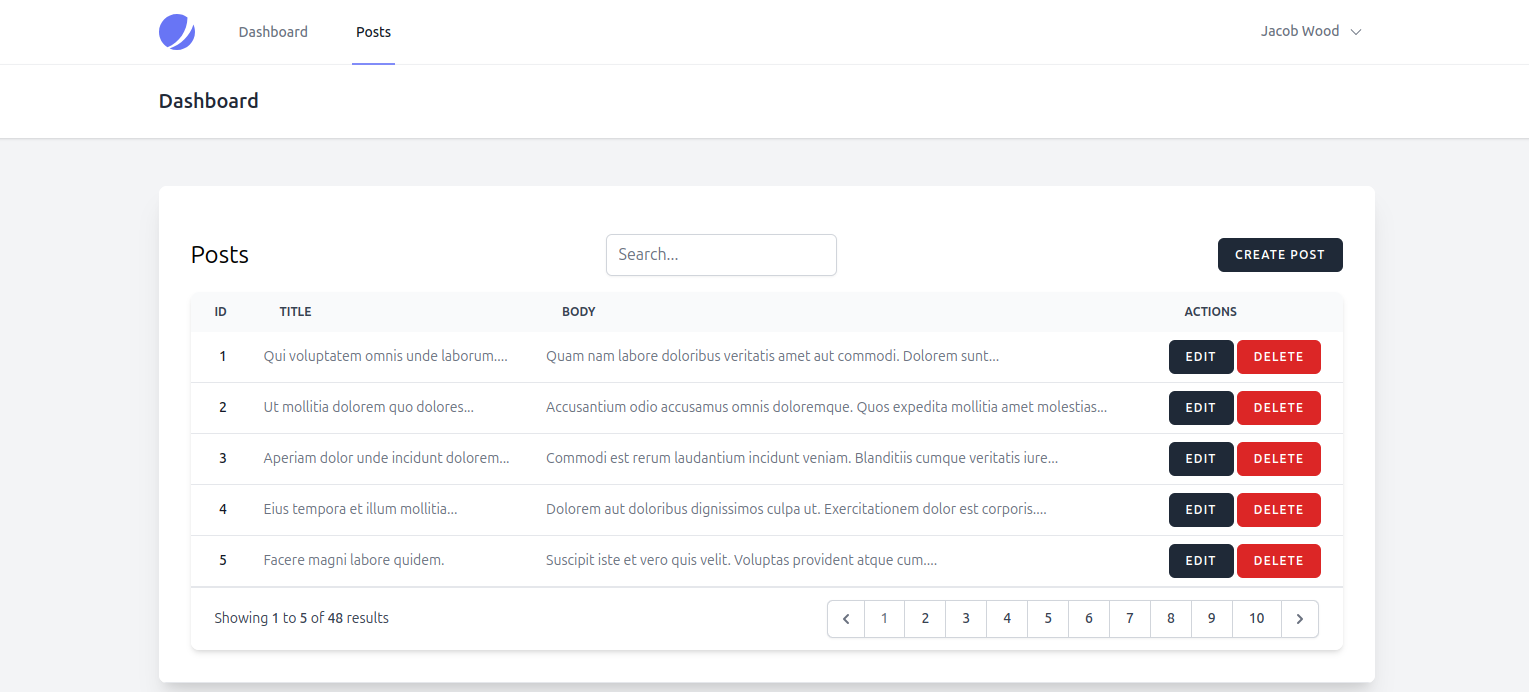 Dashboard Posts Jacob Wood
Dashboard
Posts Search... CREATE POST
ID TITLE BODY ACTIONS
1 Qui voluptatem omnis unde laborum.... Quam nam labore doloribus veritatis amet aut commodi. Dolorem sunt... EDIT DELETE
2 Ut mollitia dolorem quo dolores... Accusantium odio accusamus omnis doloremque. Quos expedita mollitia amet molestias... EDIT DELETE
3 Aperiam dolor unde incidunt dolorem... Commodi est rerum laudantium incidunt veniam. Blanditiis cumque veritatis iure... EDIT DELETE
4 Eius tempora et illum mollitia... Dolorem aut doloribus dignissimos culpa ut. Exercitationem dolor est corporis.... EDIT DELETE
5 Facere magni labore quidem. Suscipit iste et vero quis velit. Voluptas provident atque cum.... EDIT DELETE
Showing 1 to 5 of 48 results 1 2 3 4 5 6 7 8 9 10